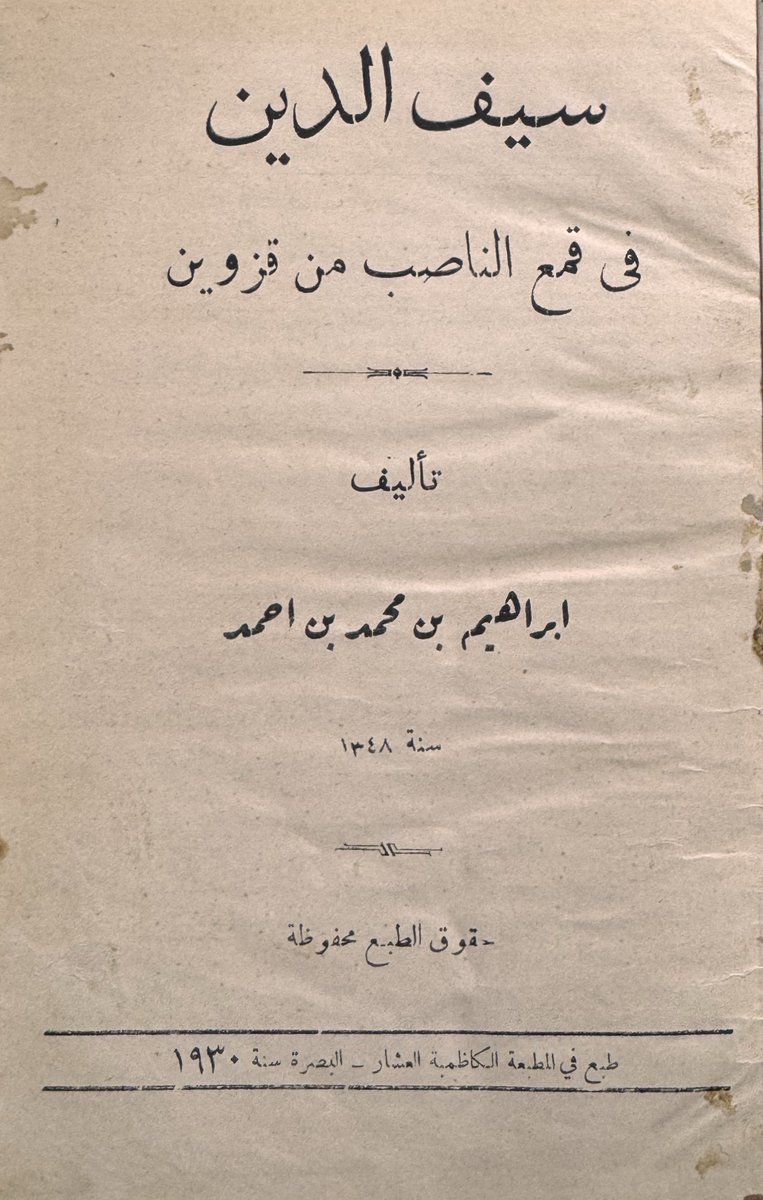 سيف الدين
فى قمع الناصب من قزوين
تأليف
ابراهيم بن محمد بن احمد
سنة ١٣٤٨
حقوق الطبع محفوظة
طبع في المطبعة الكاظمية العشار – البصرة سنة ١٩٣٠